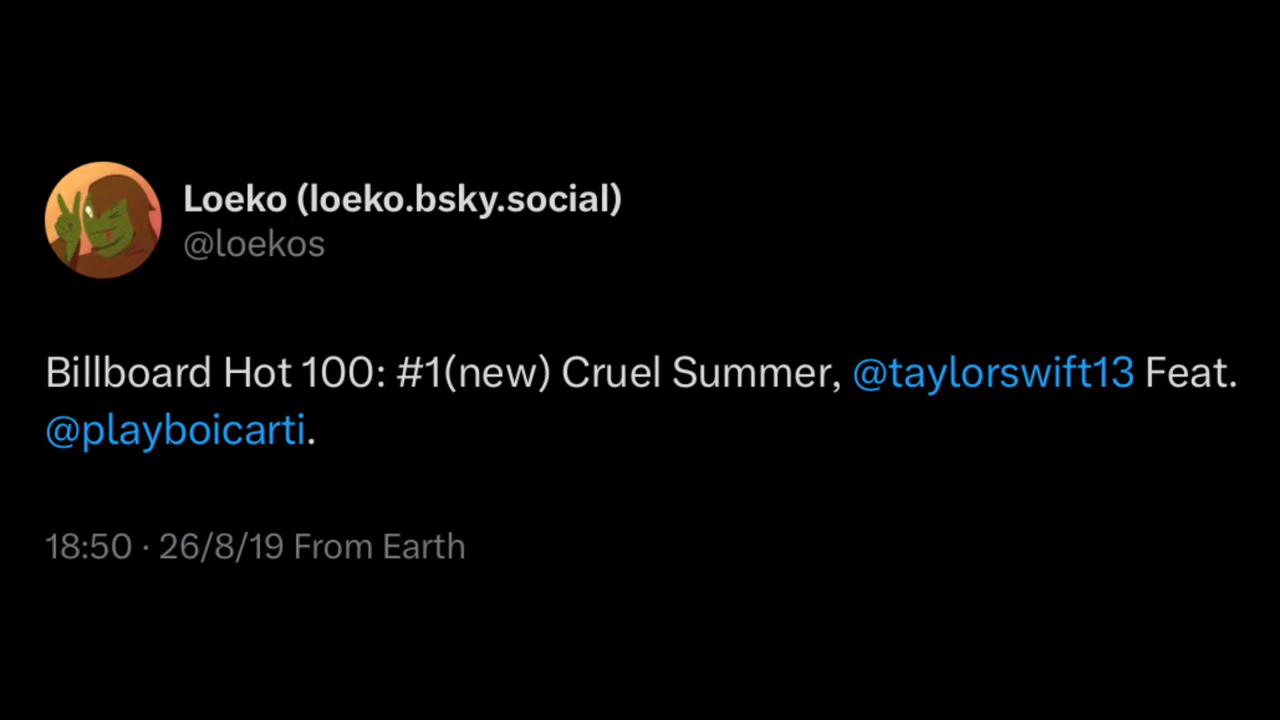 Loeko (loeko.bsky.social)
@loekos
Billboard Hot 100: #1(new) Cruel Summer, @taylorswift13 Feat.
@playboicarti.
18:50 · 26/8/19 From Earth